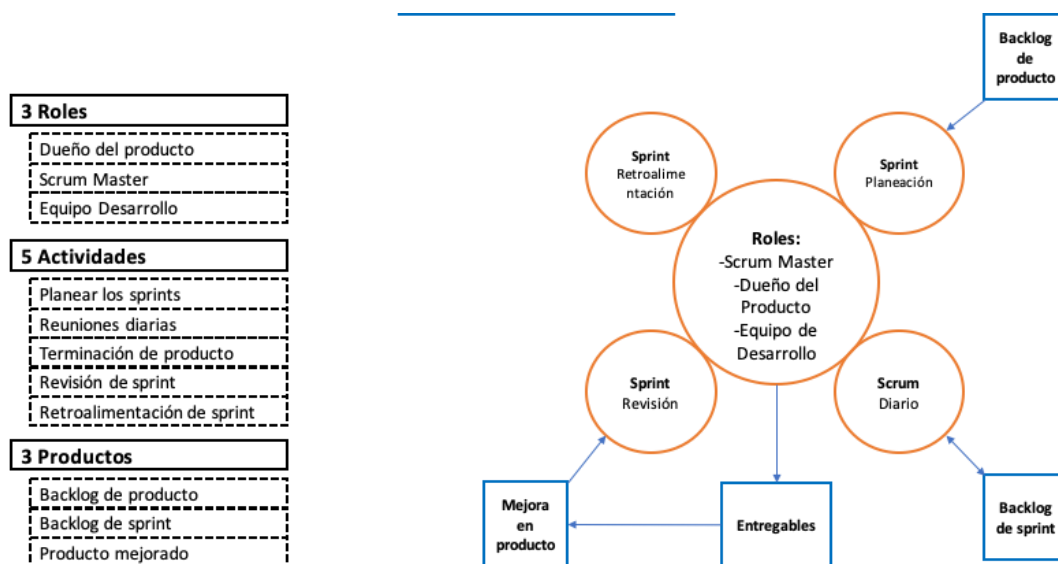 3 Roles
Dueño del producto
Scrum Master
Equipo Desarrollo
5 Actividades
Planear los sprints
Reuniones diarias
Terminación de producto
Revisión de sprint
Retroalimentación de sprint
3 Productos
Backlog de producto
Backlog de sprint
Producto mejorado
Backlog
de
producto
Sprint
Retroalime
ntación
Sprint
Planeación
Roles:
-Scrum Master
-Dueño del
Producto
-Equipo de
Desarrollo
Sprint
Revisión
Scrum
Diario
Mejora
en
producto
Entregables
Backlog
de sprint